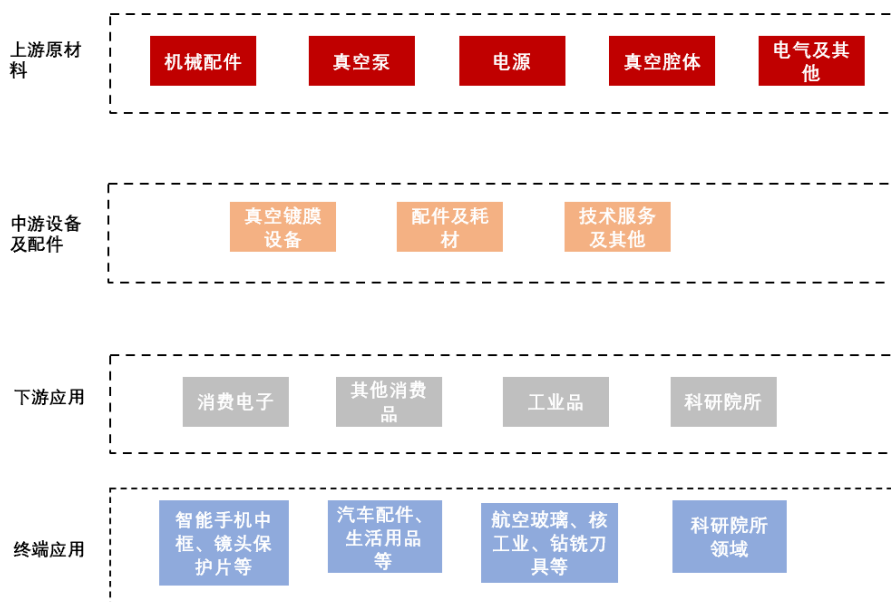 上游原材
料
机械配件
真空泵
电源
真空腔体
电气及其
他
中游设备
及配件
真空镀膜
设备
配件及耗
材
技术服务
及其他
下游应用
消费电子
其他消费
品
工业品
科研院所
终端应用
智能手机中
框、镜头保
护片等
汽车配件、
生活用品
等
航空玻璃、核
工业、钻铣刀
具等
科研院所
领域